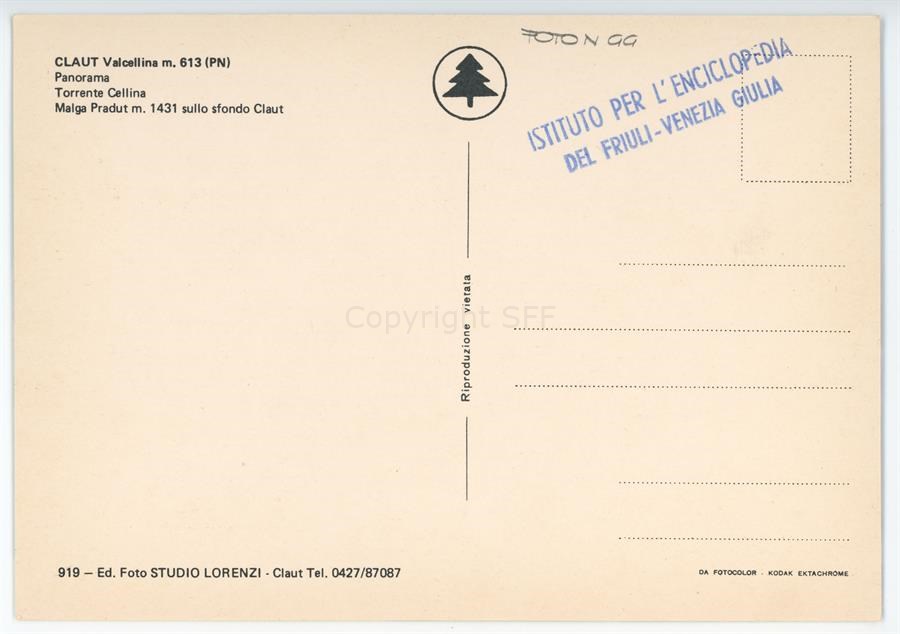 CLAUT Valcellina m. 613 (PN)
Panorama
Torrente Cellina
Malga Pradut m. 1431 sullo sfondo Claut
FOTO N GG
ISTITUTO PER L'ENCICLOPEDIA
DEL FRIULI-VENEZIA GIULIA
Riproduzione vietata
Copyright SFF
919 – Ed. Foto STUDIO LORENZI - Claut Tel. 0427/87087
DA FOTOCOLOR - KODAK EKTACHROME